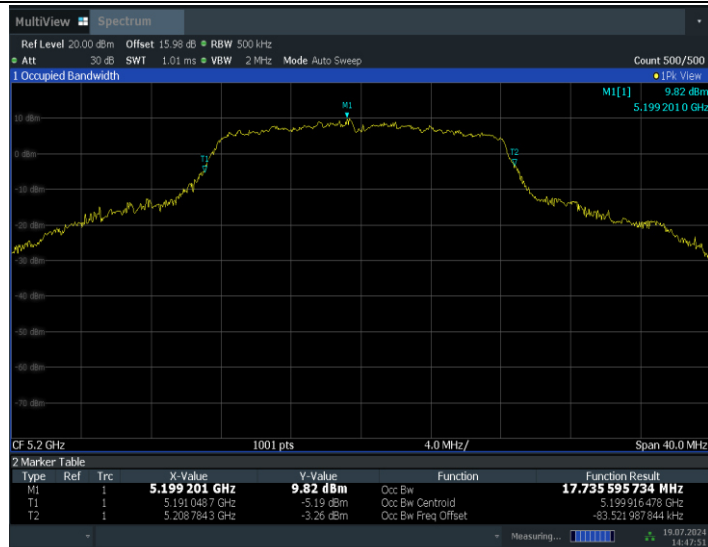 MultiView Spectrum
Ref Level 20.00 dBm Offset 15.98 dB RBW 500 kHz
Att 30 dB SWT 1.01 ms VBW 2 MHz Mode Auto Sweep Count 500/500
1 Occupied Bandwidth 1Pk View
M1[1] 9.82 dBm
5.199 201 0 GHz
M1
10 dBm
0 dBm
T1
T2
-10 dBm
-20 dBm
-30 dBm
-40 dBm
-50 dBm
-60 dBm
-70 dBm
CF 5.2 GHz 1001 pts 4.0 MHz/ Span 40.0 MHz
2 Marker Table
Type Ref Trc X-Value Y-Value Function Function Result
M1 1 5.199 201 GHz 9.82 dBm Occ Bw 17.735 595 734 MHz
T1 1 5.191 048 7 GHz -5.19 dBm Occ Bw Centroid 5.199 916 478 GHz
T2 1 5.208 784 3 GHz -3.26 dBm Occ Bw Freq Offset -83.521 987 844 kHz
Measuring... 19.07.2024
14:47:51